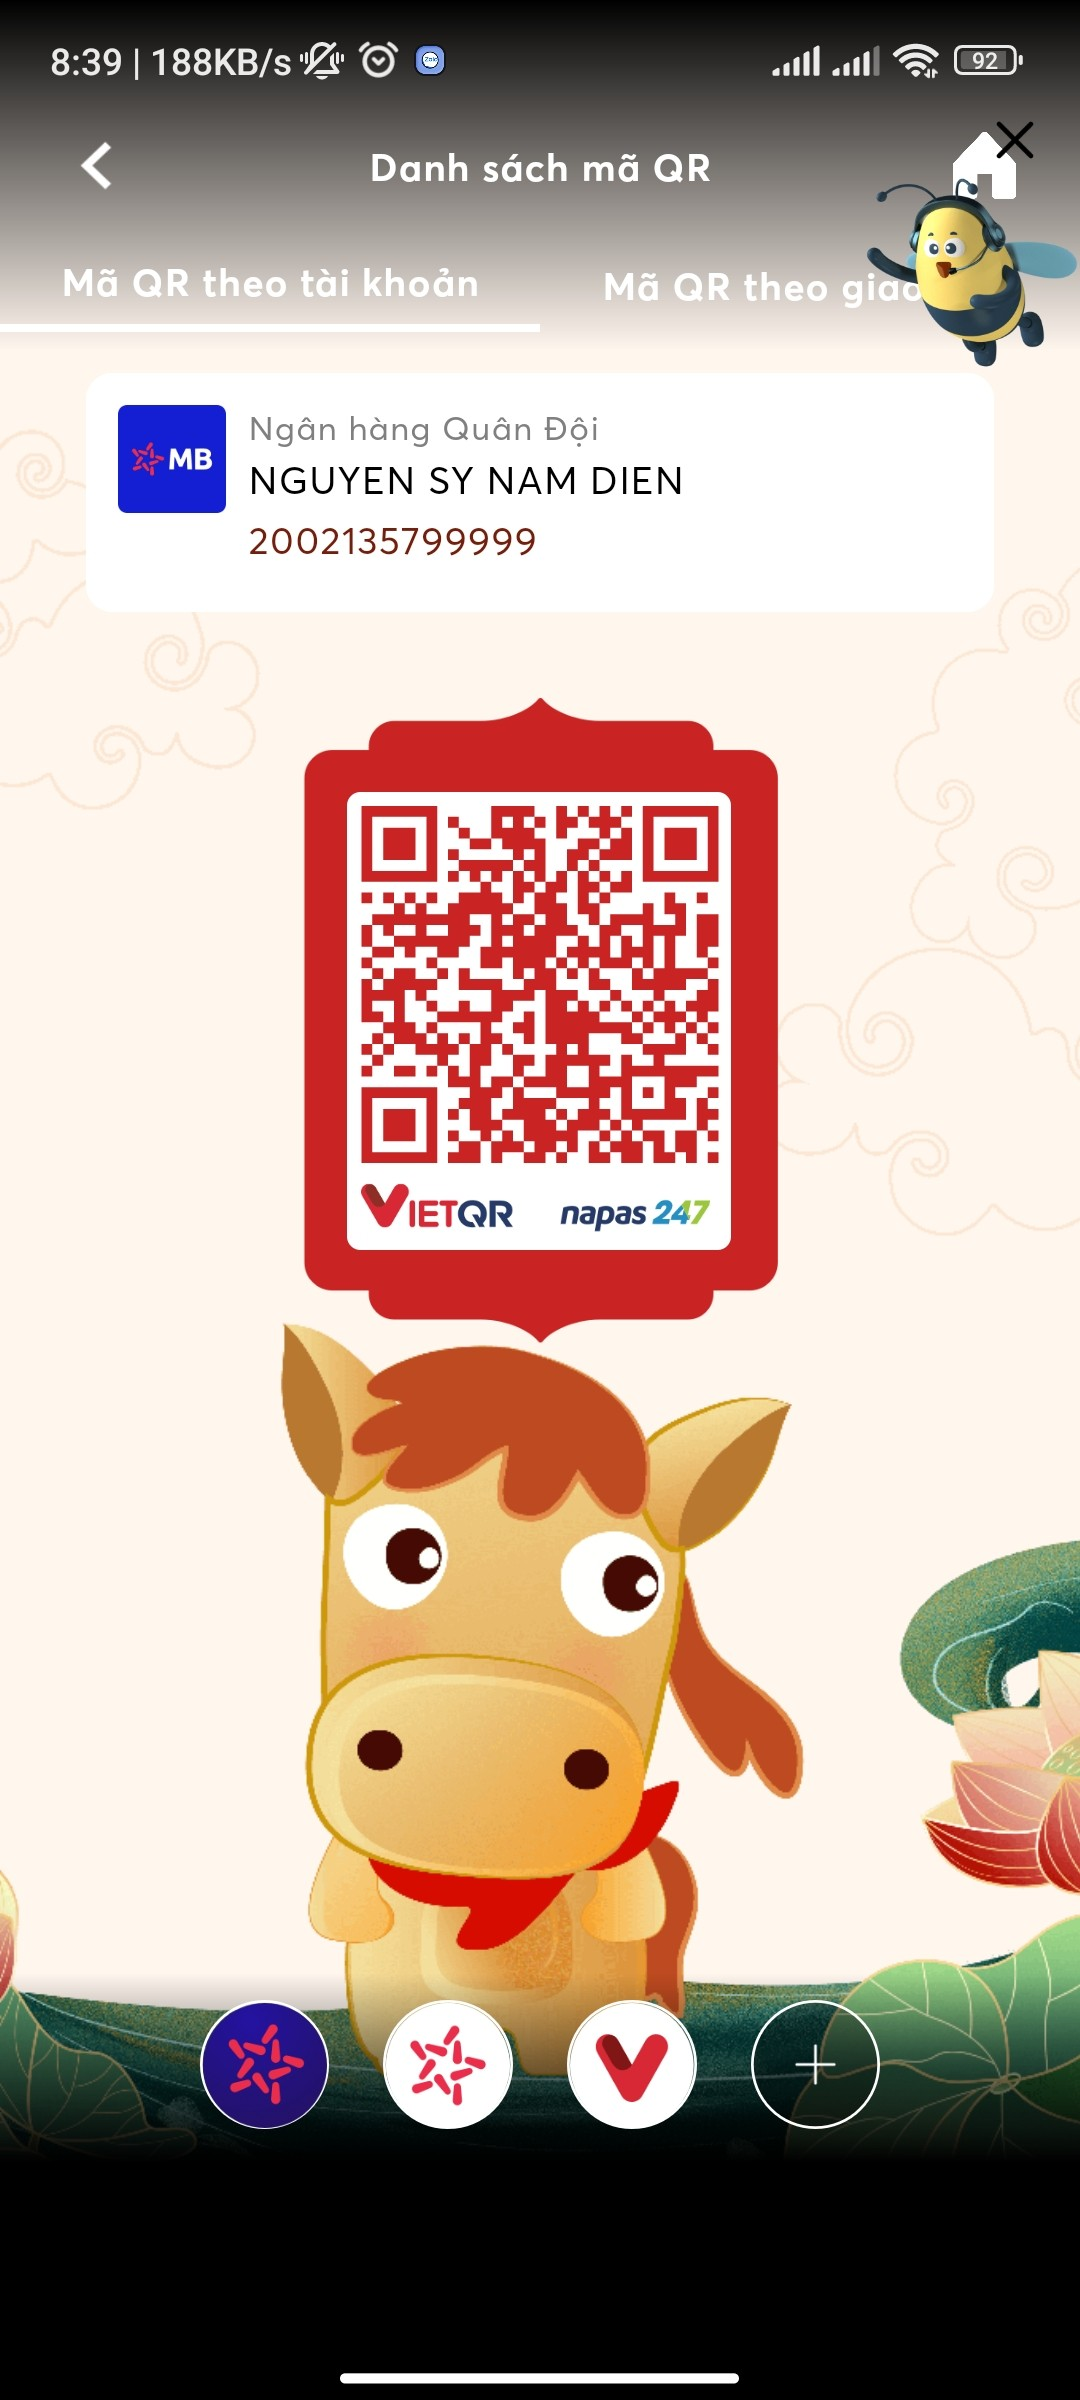 8:39 | 188KB/s
Zalo
92
Danh sách mã QR
Mã QR theo tài khoản
Mã QR theo giao
MB
Ngân hàng Quân Đội
NGUYEN SY NAM DIEN
2002135799999
VIETQR
napas 247